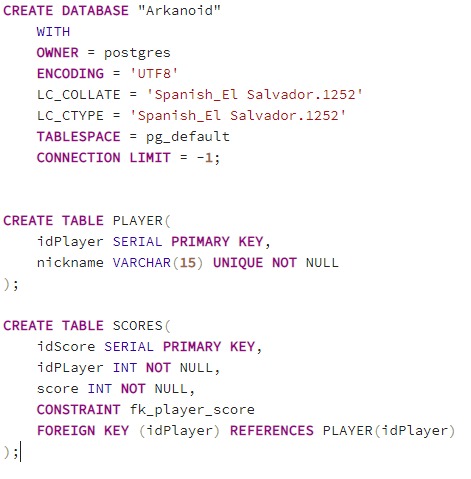 CREATE DATABASE "Arkanoid"
WITH
OWNER = postgres
ENCODING = 'UTF8'
LC_COLLATE = 'Spanish_El Salvador.1252'
LC_CTYPE = 'Spanish_El Salvador.1252'
TABLESPACE = pg_default
CONNECTION LIMIT = -1;
CREATE TABLE PLAYER(
idPlayer SERIAL PRIMARY KEY,
nickname VARCHAR(15) UNIQUE NOT NULL
);
CREATE TABLE SCORES(
idScore SERIAL PRIMARY KEY,
idPLayer INT NOT NULL,
score INT NOT NULL,
CONSTRAINT fk_player_score
FOREIGN KEY (idPlayer) REFERENCES PLAYER(idPlayer)
);